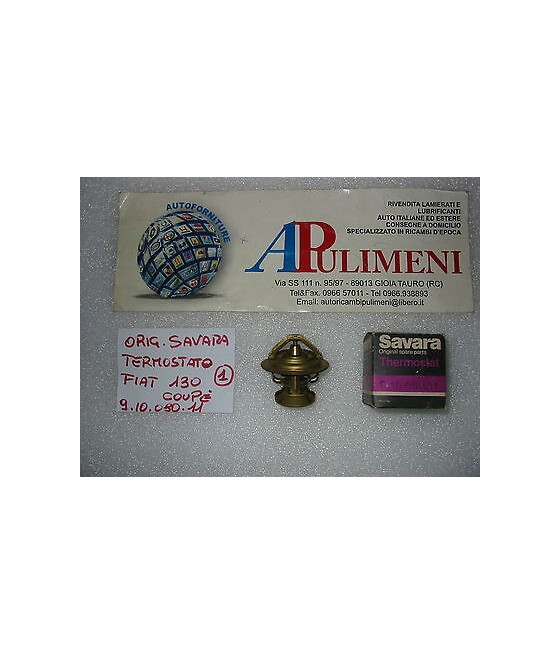 AUTOFORNITURE
RIVENDITA LAMIERATI E
LUBRIFICANTI
AUTO ITALIANE ED ESTERE
CONSEGNE A DOMICILIO
SPECIALIZZATO IN RICAMBI D'EPOCA
APULIMENI
Via SS 111 n. 95/97 - 89013 GIOIA TAURO (RC)
Tel&Fax. 0966 57011 - Tel 0966.938893
Email: autoricambipulimeni@libero.it
ORIG. SAVARA
TERMOSTATO
FIAT 130 1
COUPÈ
9.10.080.11
Savara
Original spare parts
Thermostat